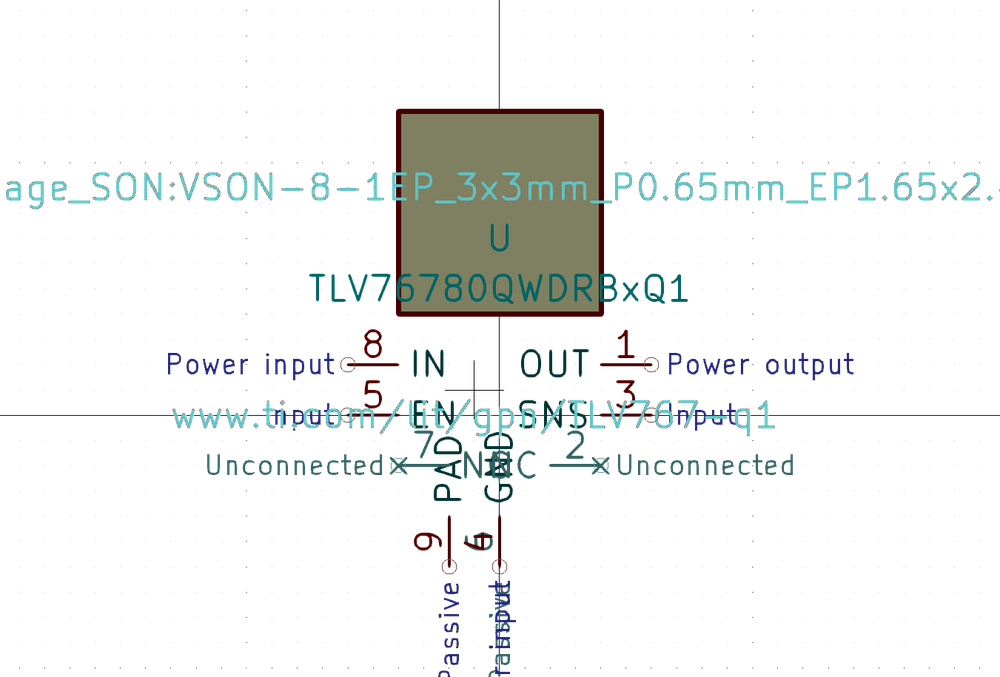 age_SON:VSON-8-1EP_3x3mm_P0.65mm_EP1.65x2.
U
TLV76780QWDRBxQ1
Power input 8 IN OUT 1 Power output
Input 5 EN SNS 3 Input
www.ti.com/lit/gpn/TLV767-q1
Unconnected 7 NC 2 Unconnected
PAD GND
9 4
Passive input